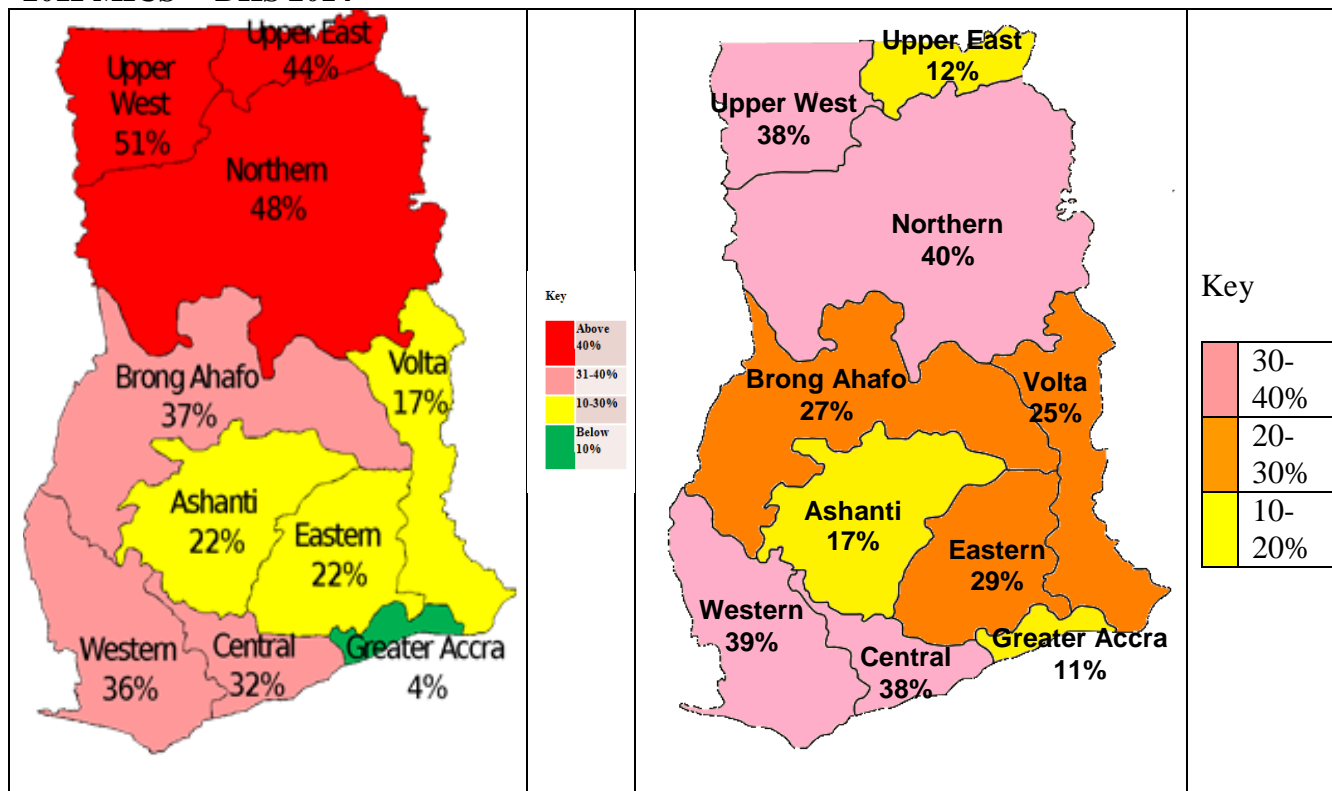 Upper East
44%
Upper
West
51%
Northern
48%
Volta
17%
Brong Ahafo
37%
Ashanti
22%
Eastern
22%
Western
36%
Central
32%
Greater Accra
4%
Key
Above
40%
31-40%
10-30%
Below
10%
Upper East
12%
Upper West
38%
Northern
40%
Brong Ahafo
27%
Volta
25%
Ashanti
17%
Eastern
29%
Western
39%
Central
38%
Greater Accra
11%
Key
30-
40%
20-
30%
10-
20%